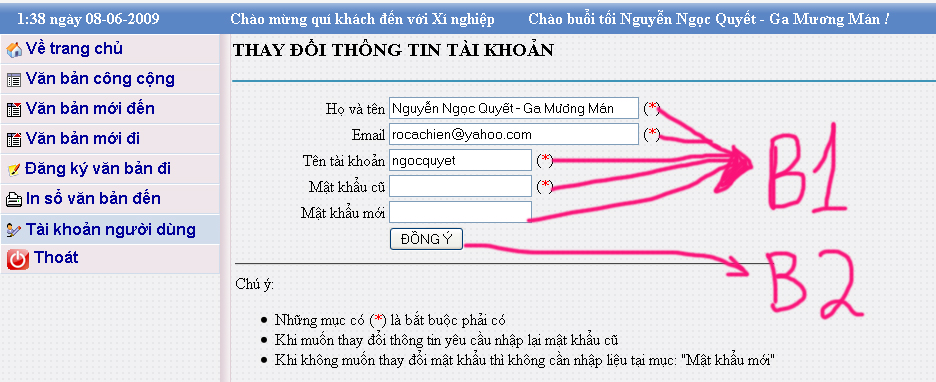 1:38 ngày 08-06-2009 Chào mừng quí khách đến với Xí nghiệp Chào buổi tối Nguyễn Ngọc Quyết - Ga Mương Mán !
Về trang chủ
Văn bản công cộng
Văn bản mới đến
Văn bản mới đi
Đăng ký văn bản đi
In sổ văn bản đến
Tài khoản người dùng
Thoát
THAY ĐỔI THÔNG TIN TÀI KHOẢN
Họ và tên Nguyễn Ngọc Quyết - Ga Mương Mán (*)
Email rocachien@yahoo.com (*)
Tên tài khoản ngocquyet (*)
Mật khẩu cũ (*)
Mật khẩu mới
B1
ĐỒNG Ý
B2
Chú ý:
Những mục có (*) là bắt buộc phải có
Khi muốn thay đổi thông tin yêu cầu nhập lại mật khẩu cũ
Khi không muốn thay đổi mật khẩu thì không cần nhập liệu tại mục: "Mật khẩu mới"